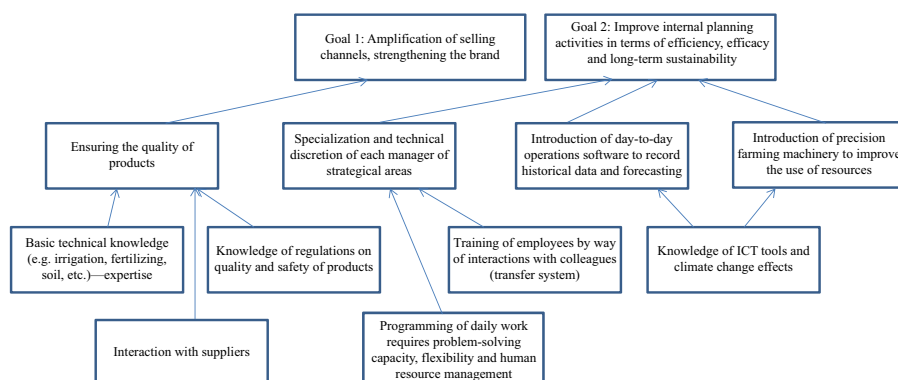 Goal 1: Amplification of selling
channels, strengthening the brand
Goal 2: Improve internal planning
activities in terms of efficiency, efficacy
and long-term sustainability
Ensuring the quality of
products
Specialization and technical
discretion of each manager of
strategical areas
Introduction of day-to-day
operations software to record
historical data and forecasting
Introduction of precision
farming machinery to improve
the use of resources
Basic technical knowledge
(e.g. irrigation, fertilizing,
soil, etc.)—expertise
Knowledge of regulations on
quality and safety of products
Training of employees by way
of interactions with colleagues
(transfer system)
Knowledge of ICT tools and
climate change effects
Interaction with suppliers
Programming of daily work
requires problem-solving
capacity, flexibility and human
resource management